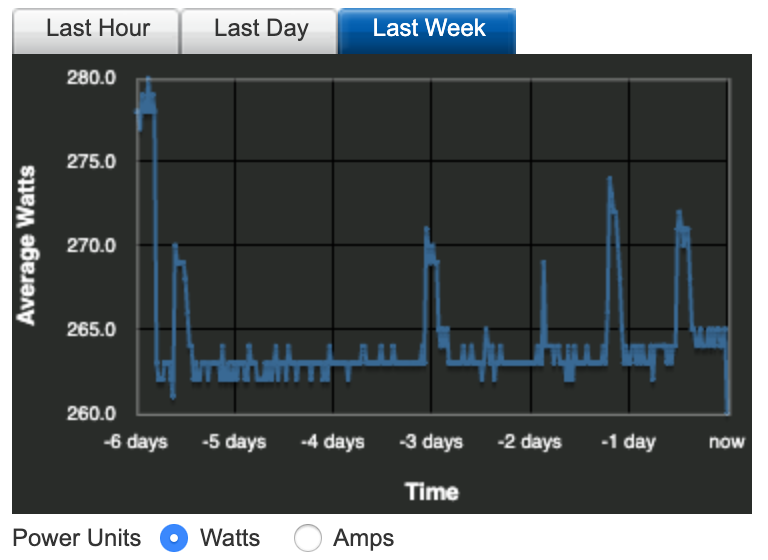 Last Hour Last Day Last Week
280.0
275.0
270.0
265.0
260.0
Average Watts
-6 days -5 days -4 days -3 days -2 days -1 day now
Time
Power Units Watts Amps